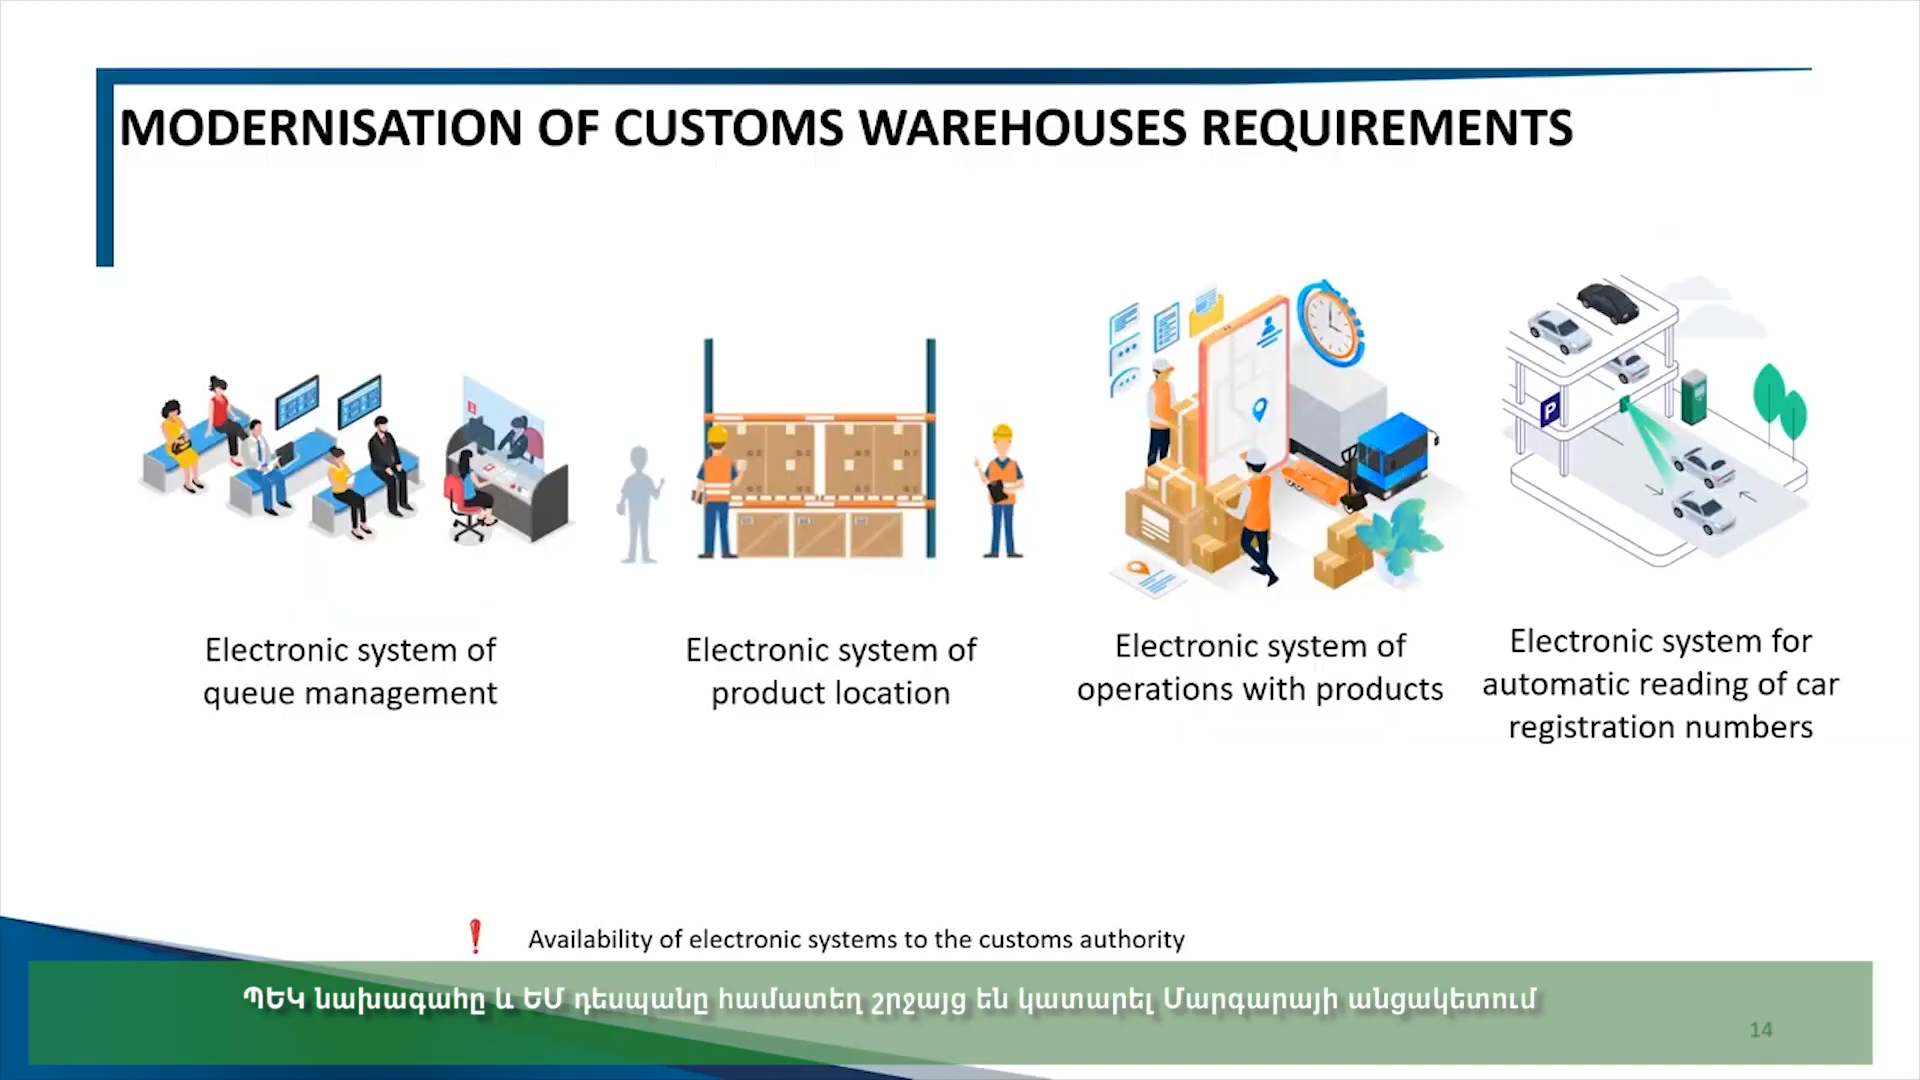 MODERNISATION OF CUSTOMS WAREHOUSES REQUIREMENTS
P
Electronic system of
queue management
Electronic system of
product location
Electronic system of
operations with products
Electronic system for
automatic reading of car
registration numbers
Availability of electronic systems to the customs authority
ՊԵԿ նախագահը և ԵՄ դեսպանը համատեղ շրջայց են կատարել Մարգարայի անցակետում
14